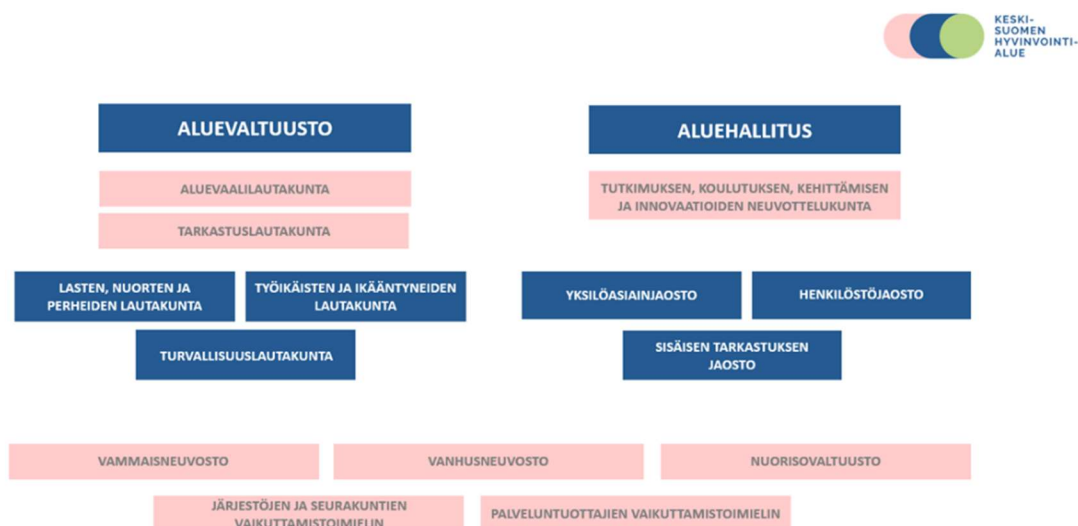 KESKI-
SUOMEN
HYVINVOINTI-
ALUE
ALUEVALTUUSTO
ALUEVAALILAUTAKUNTA
TARKASTUSLAUTAKUNTA
LASTEN, NUORTEN JA
PERHEIDEN LAUTAKUNTA
TYÖIKÄISTEN JA IKÄÄNTYNEIDEN
LAUTAKUNTA
TURVALLISUUSLAUTAKUNTA
ALUEHALLITUS
TUTKIMUKSEN, KOULUTUKSEN, KEHITTÄMISEN
JA INNOVAATIOIDEN NEUVOTTELUKUNTA
YKSILÖASIAINJAOSTO
HENKILÖSTÖJAOSTO
SISÄISEN TARKASTUKSEN
JAOSTO
VAMMAISNEUVOSTO
VANHUSNEUVOSTO
NUORISOVALTUUSTO
JÄRJESTÖJEN JA SEURAKUNTIEN
VAIKUTTAMISTOIMIELIN
PALVELUNTUOTTAJIEN VAIKUTTAMISTOIMIELIN